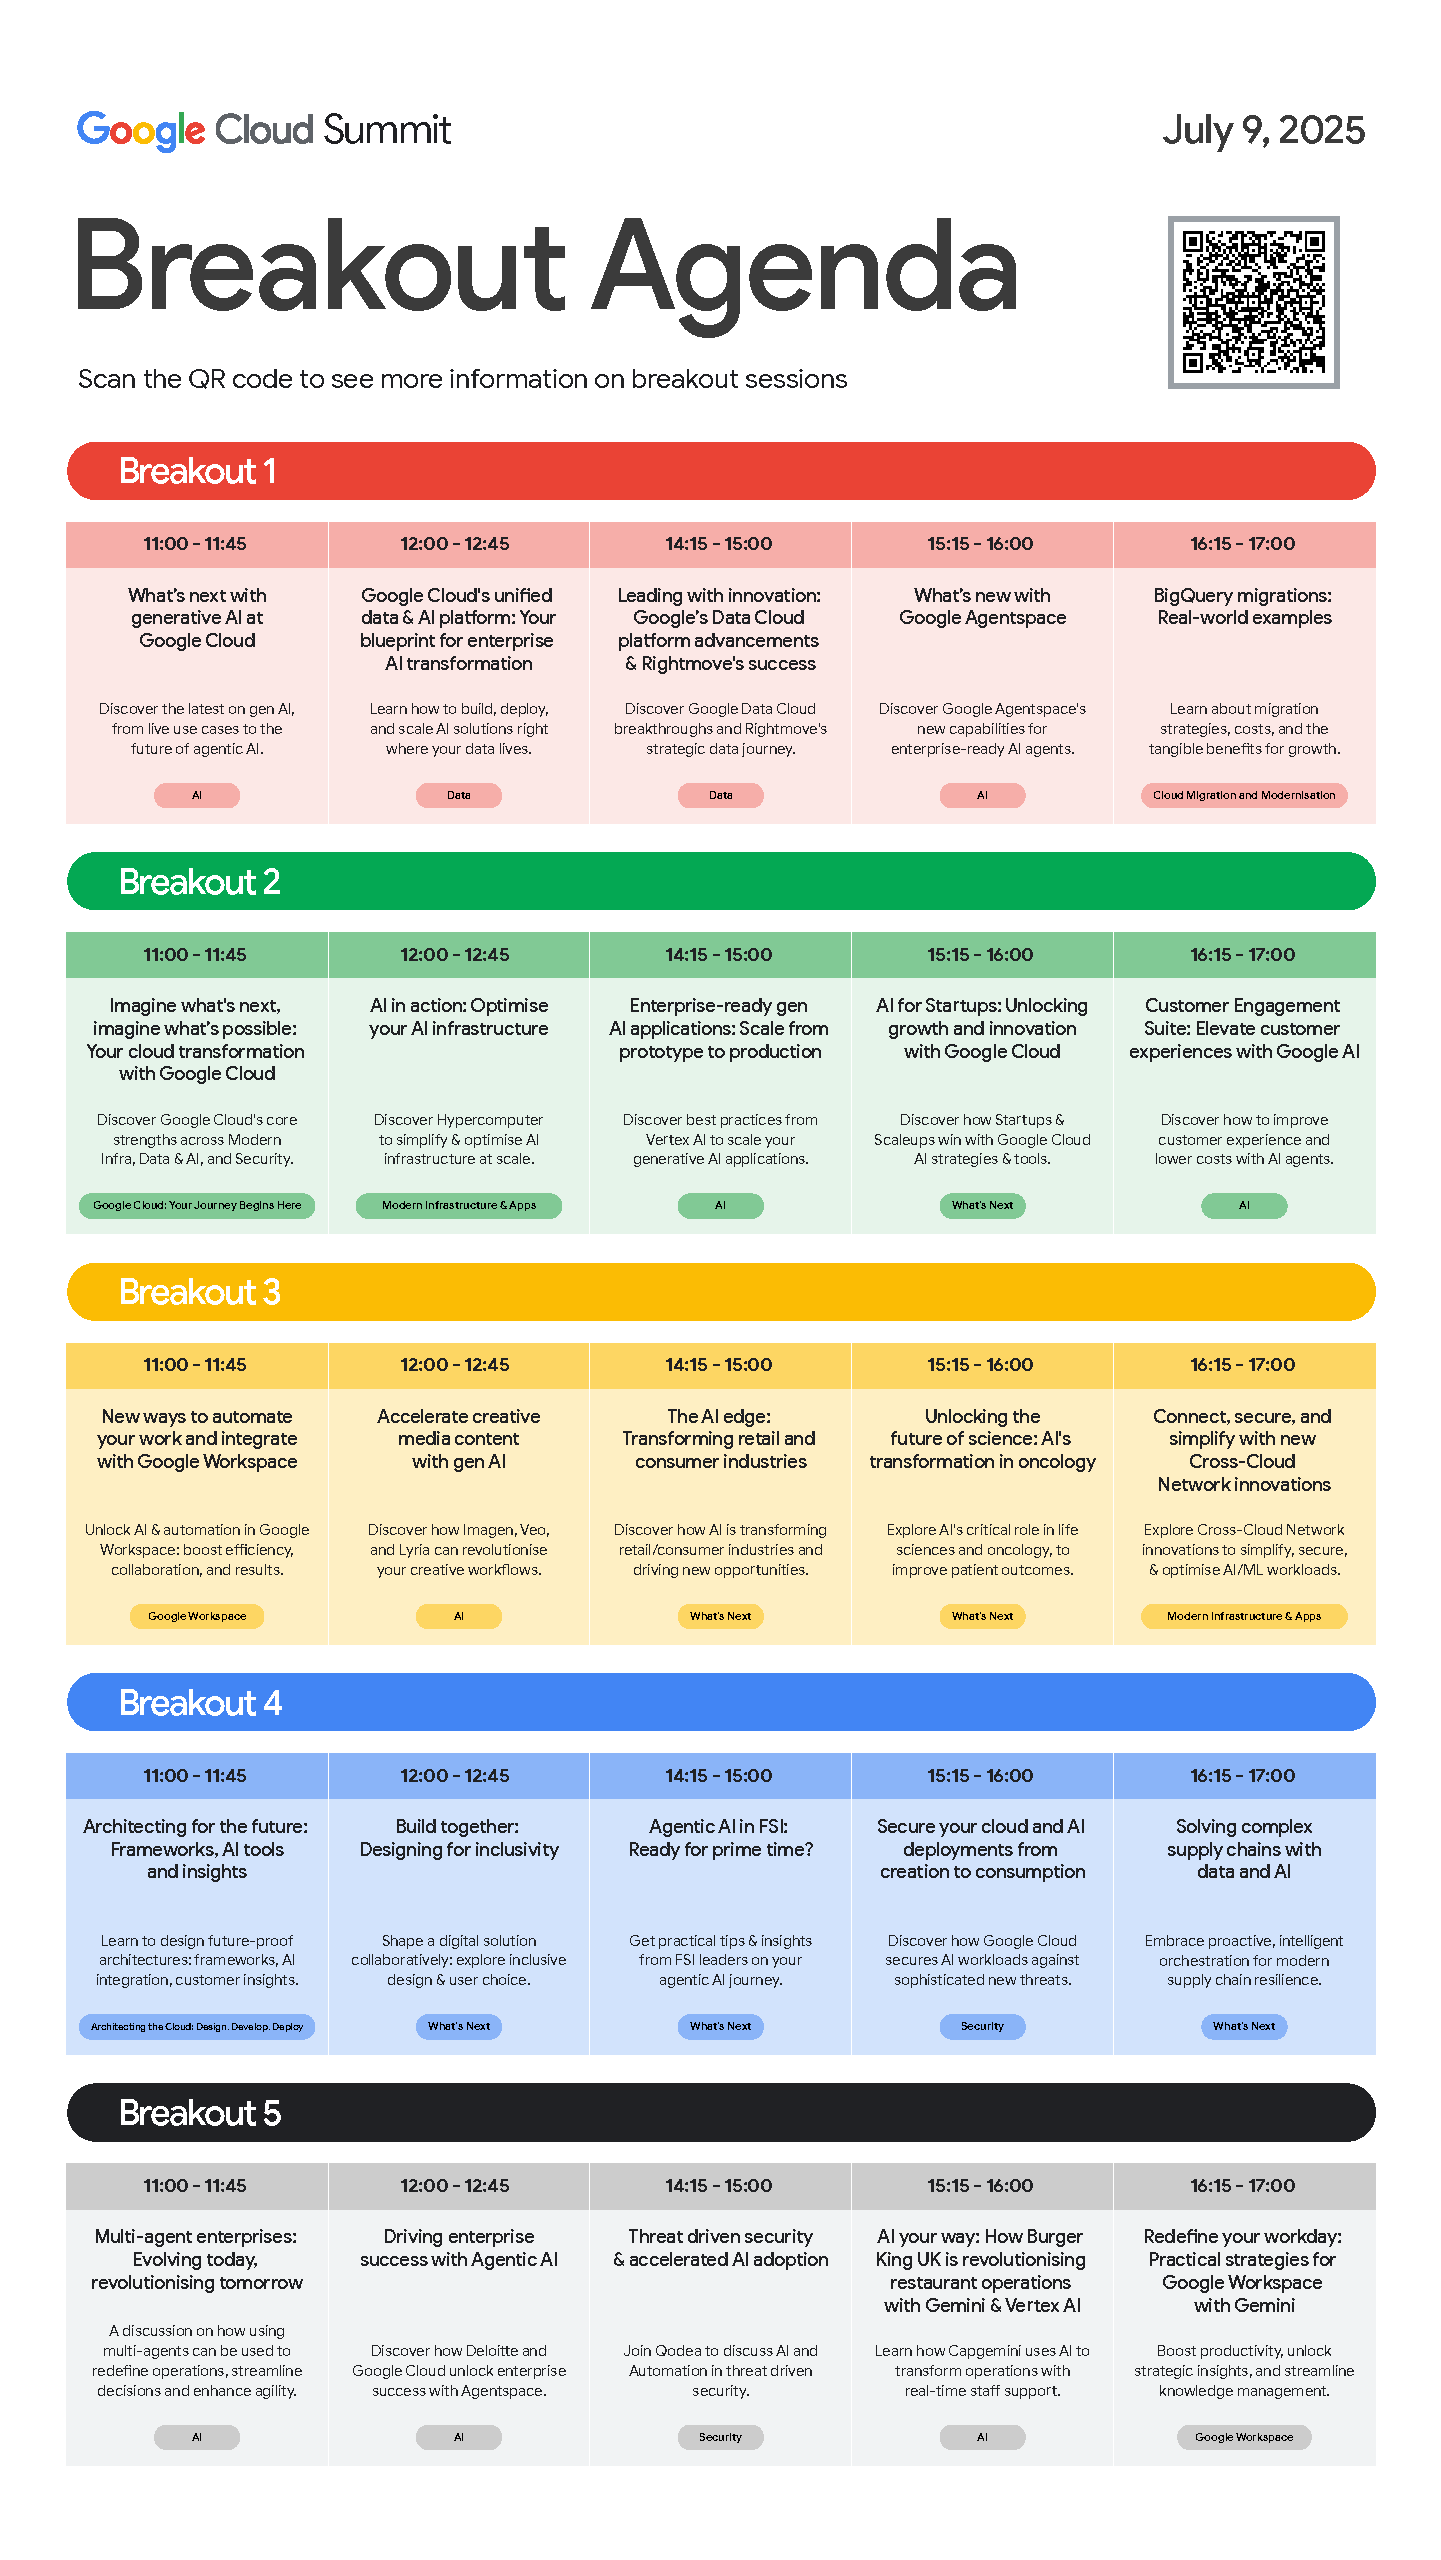 Google Cloud Summit
July 9, 2025
Breakout Agenda
Scan the QR code to see more information on breakout sessions
Breakout 1
11:00 - 11:45
What's next with
generative AI at
Google Cloud
Discover the latest on gen AI,
from live use cases to the
future of agentic AI.
AI
12:00 - 12:45
Google Cloud's unified
data & AI platform: Your
blueprint for enterprise
AI transformation
Learn how to build, deploy,
and scale AI solutions right
where your data lives.
Data
14:15 - 15:00
Leading with innovation:
Google's Data Cloud
platform advancements
& Rightmove's success
Discover Google Data Cloud
breakthroughs and Rightmove's
strategic data journey.
Data
15:15 - 16:00
What's new with
Google Agentspace
Discover Google Agentspace's
new capabilities for
enterprise-ready AI agents.
AI
16:15 - 17:00
BigQuery migrations:
Real-world examples
Learn about migration
strategies, costs, and the
tangible benefits for growth.
Cloud Migration and Modernisation
Breakout 2
11:00 - 11:45
Imagine what's next,
imagine what's possible:
Your cloud transformation
with Google Cloud
Discover Google Cloud's core
strengths across Modern
Infra, Data & AI, and Security.
Google Cloud: Your Journey Begins Here
12:00 - 12:45
AI in action: Optimise
your AI infrastructure
Discover Hypercomputer
to simplify & optimise AI
infrastructure at scale.
Modern Infrastructure & Apps
14:15 - 15:00
Enterprise-ready gen
AI applications: Scale from
prototype to production
Discover best practices from
Vertex AI to scale your
generative AI applications.
AI
15:15 - 16:00
AI for Startups: Unlocking
growth and innovation
with Google Cloud
Discover how Startups &
Scaleups win with Google Cloud
AI strategies & tools.
What's Next
16:15 - 17:00
Customer Engagement
Suite: Elevate customer
experiences with Google AI
Discover how to improve
customer experience and
lower costs with AI agents.
AI
Breakout 3
11:00 - 11:45
New ways to automate
your work and integrate
with Google Workspace
Unlock AI & automation in Google
Workspace: boost efficiency,
collaboration, and results.
Google Workspace
12:00 - 12:45
Accelerate creative
media content
with gen AI
Discover how Imagen, Veo,
and Lyria can revolutionise
your creative workflows.
AI
14:15 - 15:00
The AI edge:
Transforming retail and
consumer industries
Discover how AI is transforming
retail/consumer industries and
driving new opportunities.
What's Next
15:15 - 16:00
Unlocking the
future of science: AI's
transformation in oncology
Explore AI's critical role in life
sciences and oncology, to
improve patient outcomes.
What's Next
16:15 - 17:00
Connect, secure, and
simplify with new
Cross-Cloud
Network innovations
Explore Cross-Cloud Network
innovations to simplify, secure,
& optimise AI/ML workloads.
Modern Infrastructure & Apps
Breakout 4
11:00 - 11:45
Architecting for the future:
Frameworks, AI tools
and insights
Learn to design future-proof
architectures: frameworks, AI
integration, customer insights.
Architecting the Cloud: Design. Develop. Deploy
12:00 - 12:45
Build together:
Designing for inclusivity
Shape a digital solution
collaboratively: explore inclusive
design & user choice.
What's Next
14:15 - 15:00
Agentic AI in FSI:
Ready for prime time?
Get practical tips & insights
from FSI leaders on your
agentic AI journey.
What's Next
15:15 - 16:00
Secure your cloud and AI
deployments from
creation to consumption
Discover how Google Cloud
secures AI workloads against
sophisticated new threats.
Security
16:15 - 17:00
Solving complex
supply chains with
data and AI
Embrace proactive, intelligent
orchestration for modern
supply chain resilience.
What's Next
Breakout 5
11:00 - 11:45
Multi-agent enterprises:
Evolving today,
revolutionising tomorrow
A discussion on how using
multi-agents can be used to
redefine operations, streamline
decisions and enhance agility.
AI
12:00 - 12:45
Driving enterprise
success with Agentic AI
Discover how Deloitte and
Google Cloud unlock enterprise
success with Agentspace.
AI
14:15 - 15:00
Threat driven security
& accelerated AI adoption
Join Qodea to discuss AI and
Automation in threat driven
security.
Security
15:15 - 16:00
AI your way: How Burger
King UK is revolutionising
restaurant operations
with Gemini & Vertex AI
Learn how Capgemini uses AI to
transform operations with
real-time staff support.
AI
16:15 - 17:00
Redefine your workday:
Practical strategies for
Google Workspace
with Gemini
Boost productivity, unlock
strategic insights, and streamline
knowledge management.
Google Workspace